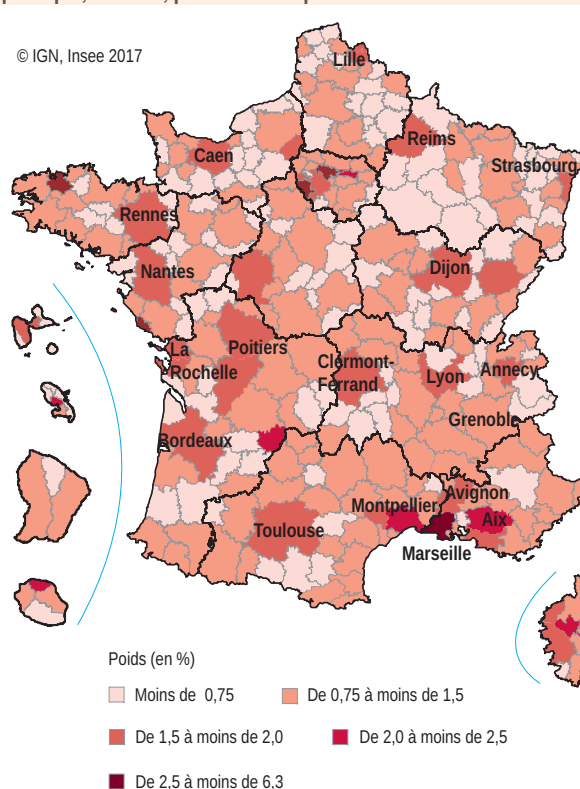 © IGN, Insee 2017
Lille
Reims
Caen
Strasbourg
Rennes
Nantes
Dijon
La
Rochelle
Poitiers
Clermont-
Ferrand
Lyon
Annecy
Grenoble
Bordeaux
Montpellier
Avignon
Aix
Toulouse
Marseille
Poids (en %)
Moins de 0,75
De 0,75 à moins de 1,5
De 1,5 à moins de 2,0
De 2,0 à moins de 2,5
De 2,5 à moins de 6,3